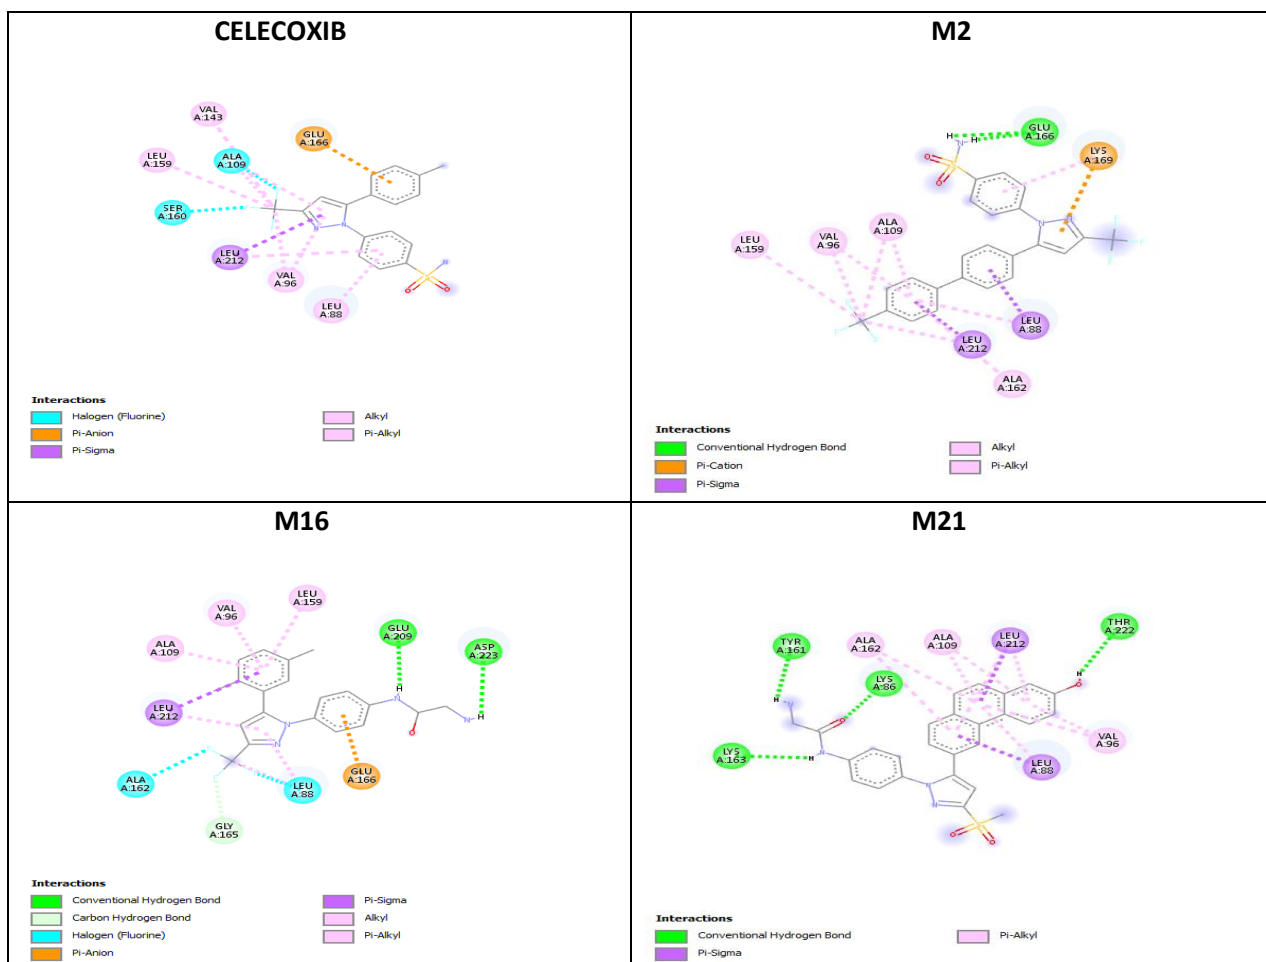 CELECOXIB
VAL
A:143
GLU
A:166
LEU
A:159
ALA
A:109
SER
A:160
LEU
A:212
VAL
A:96
LEU
A:88
N
N
N
S
O
O
Interactions
Halogen (Fluorine)
Pi-Anion
Pi-Sigma
Alkyl
Pi-Alkyl
M2
H
N
H
GLU
A:166
LYS
A:169
O
S
O
ALA
A:109
VAL
A:96
LEU
A:159
N
N
F
F
F
LEU
A:88
LEU
A:212
ALA
A:162
F
F
F
Interactions
Conventional Hydrogen Bond
Pi-Cation
Pi-Sigma
Alkyl
Pi-Alkyl
M16
LEU
A:159
VAL
A:96
GLU
A:209
ALA
A:109
ASP
A:223
H
N
LEU
A:212
N
H
O
N
N
ALA
A:162
LEU
A:88
GLU
A:166
GLY
A:165
Interactions
Conventional Hydrogen Bond
Carbon Hydrogen Bond
Halogen (Fluorine)
Pi-Anion
Pi-Sigma
Alkyl
Pi-Alkyl
M21
TYR
A:161
ALA
A:162
ALA
A:109
LEU
A:212
THR
A:222
H
O
LYS
A:86
H
N
O
VAL
A:96
LYS
A:163
H
N
LEU
A:88
N
N
S
O
O
Interactions
Conventional Hydrogen Bond
Pi-Sigma
Pi-Alkyl